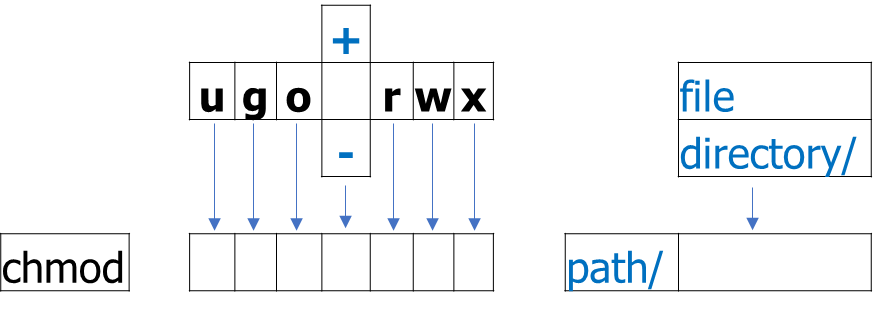 +
u g o r w x file
- directory/
chmod path/